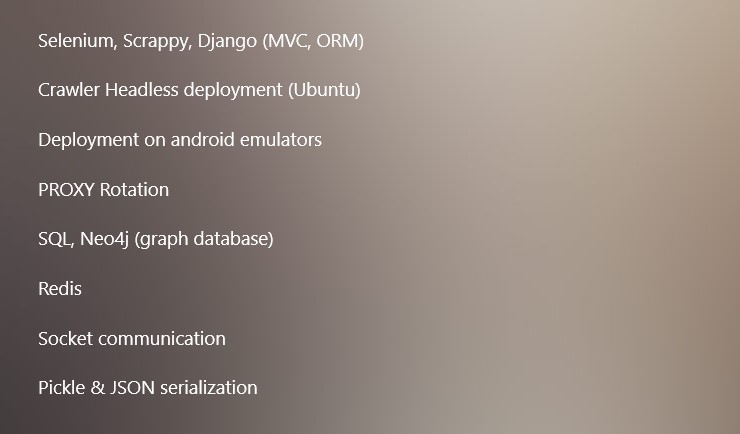 Selenium, Scrappy, Django (MVC, ORM)
Crawler Headless deployment (Ubuntu)
Deployment on android emulators
PROXY Rotation
SQL, Neo4j (graph database)
Redis
Socket communication
Pickle & JSON serialization